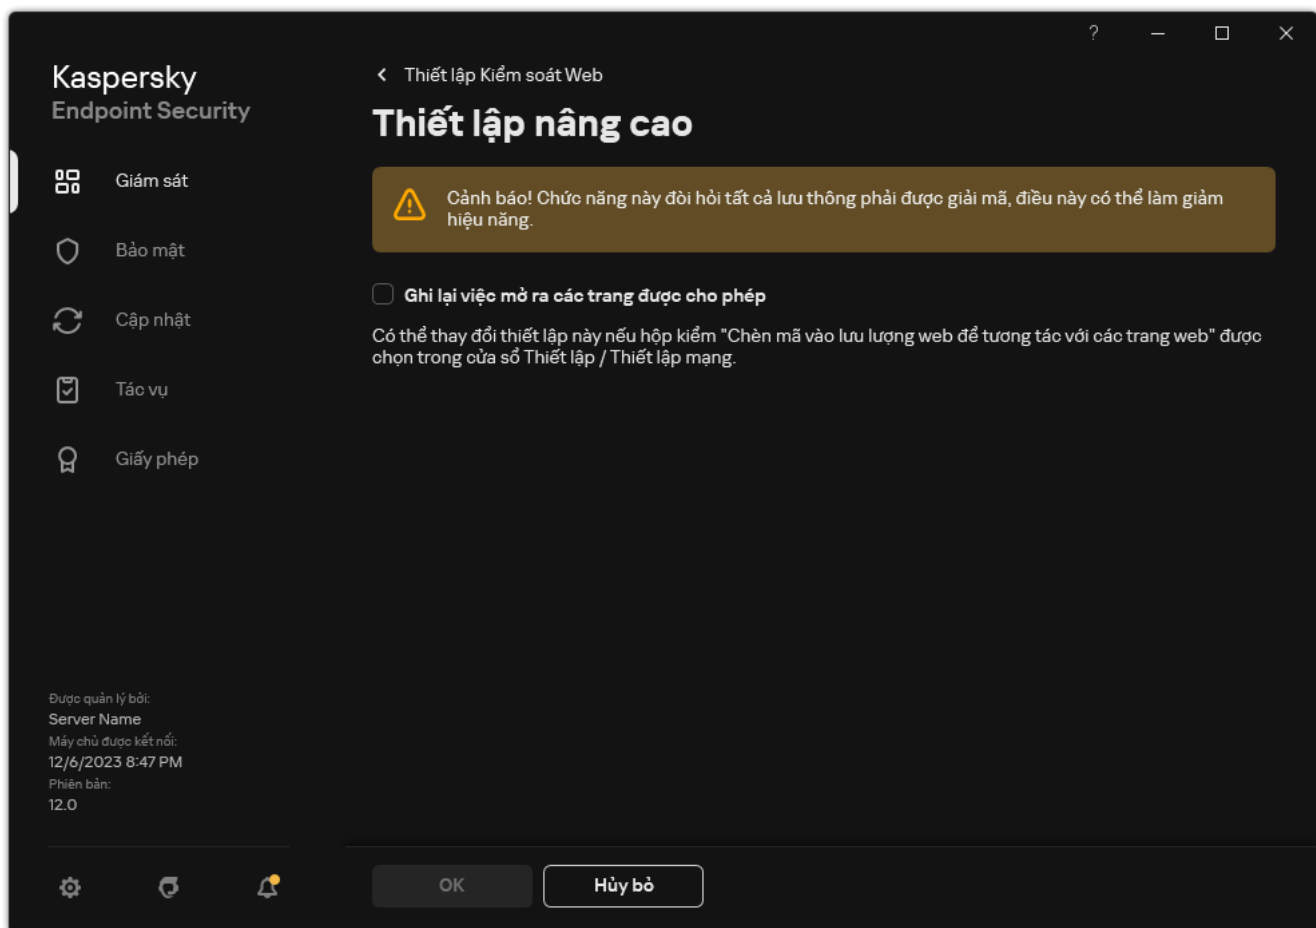 ?
Kaspersky
Endpoint Security
Giám sát
Bảo mật
Cập nhật
Tác vụ
Giấy phép
Được quản lý bởi:
Server Name
Máy chủ được kết nối:
12/6/2023 8:47 PM
Phiên bản:
12.0
Thiết lập Kiểm soát Web
Thiết lập nâng cao
Cảnh báo! Chức năng này đòi hỏi tất cả lưu thông phải được giải mã, điều này có thể làm giảm
hiệu năng.
Ghi lại việc mở ra các trang được cho phép
Có thể thay đổi thiết lập này nếu hộp kiểm "Chèn mã vào lưu lượng web để tương tác với các trang web" được
chọn trong cửa sổ Thiết lập / Thiết lập mạng.
OK
Hủy bỏ